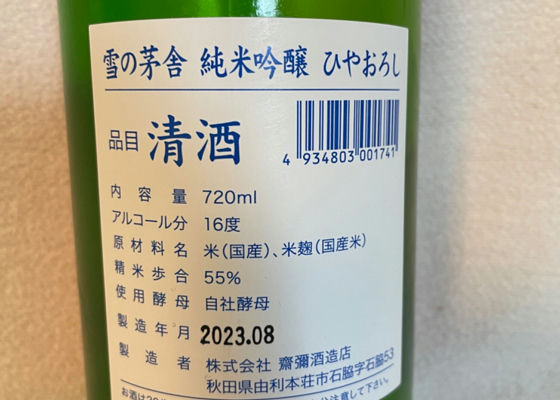 雪の茅舎 純米吟醸 ひやおろし
品目 清酒
4 934803 001741
内容量 720ml
アルコール分 16度
原材料名 米(国産)、米麹(国産米)
精米歩合 55%
使用酵母 自社酵母
製造年月 2023.08
製造者 株式会社 齋彌酒造店
秋田県由利本荘市石脇字石脇53